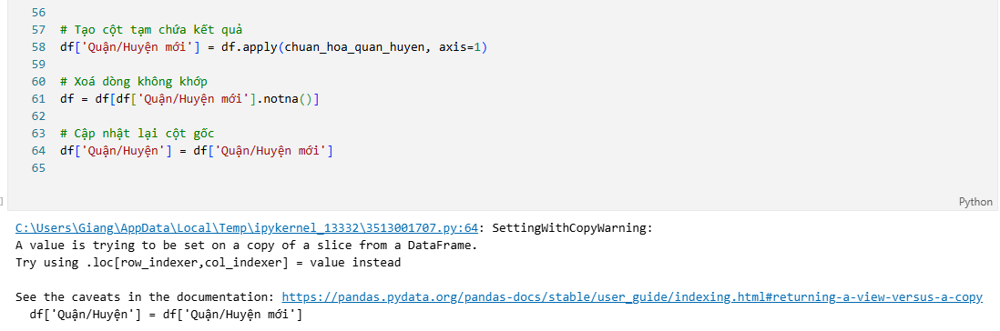 56
57 # Tạo cột tạm chứa kết quả
58 df['Quận/Huyện mới'] = df.apply(chuan_hoa_quan_huyen, axis=1)
59
60 # Xoá dòng không khớp
61 df = df[df['Quận/Huyện mới'].notna()]
62
63 # Cập nhật lại cột gốc
64 df['Quận/Huyện'] = df['Quận/Huyện mới']
65
]
Python
C:\Users\Giang\AppData\Local\Temp\ipykernel_13332\3513001707.py:64: SettingWithCopyWarning:
A value is trying to be set on a copy of a slice from a DataFrame.
Try using .loc[row_indexer,col_indexer] = value instead
See the caveats in the documentation: https://pandas.pydata.org/pandas-docs/stable/user_guide/indexing.html#returning-a-view-versus-a-copy
df['Quận/Huyện'] = df['Quận/Huyện mới']